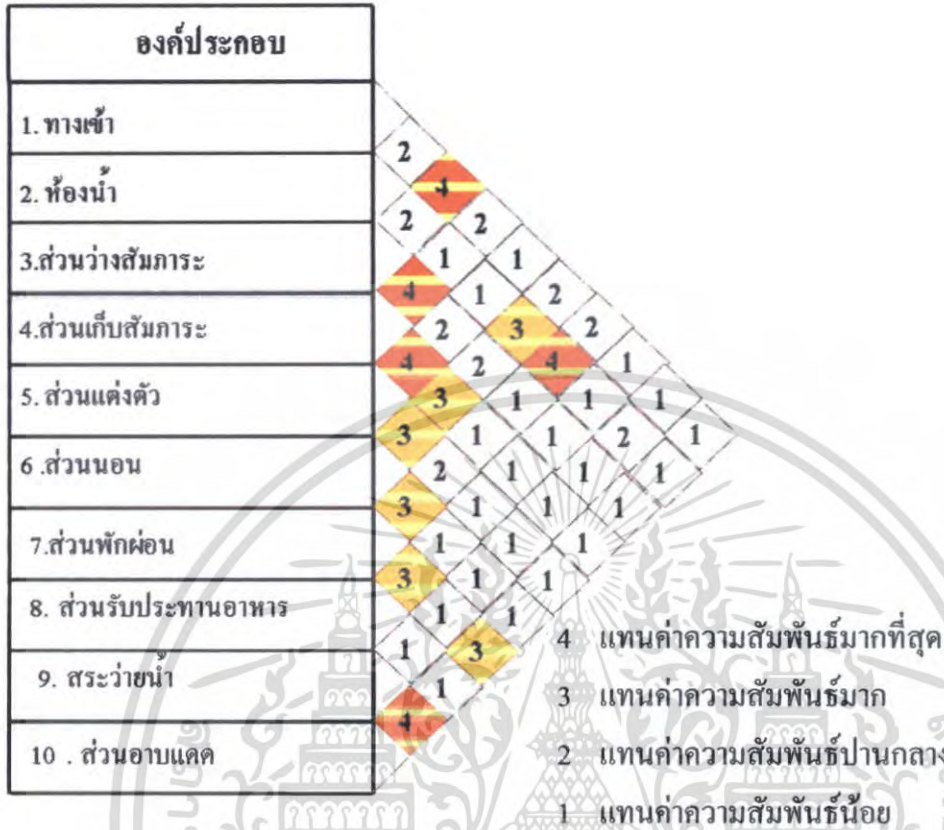 องค์ประกอบ
1. ทางเข้า
2
2. ห้องน้ำ 4
2 2
3.ส่วนว่างสัมภาระ 1 1
4 1 2
4.ส่วนเก็บสัมภาระ 2 3 2
4 2 4 1
5. ส่วนแต่งตัว 3 1 1 1
3 1 1 2 1
6 .ส่วนนอน 2 1 1 1
3 1 1 1
7.ส่วนพักผ่อน 1 1 1
3 1 1
8. ส่วนรับประทานอาหาร 1 1
1 3
9. สระว่ายน้ำ 1
4
10 . ส่วนอาบแดด
4 แทนค่าความสัมพันธ์มากที่สุด
3 แทนค่าความสัมพันธ์มาก
2 แทนค่าความสัมพันธ์ปานกลาง
1 แทนค่าความสัมพันธ์น้อย